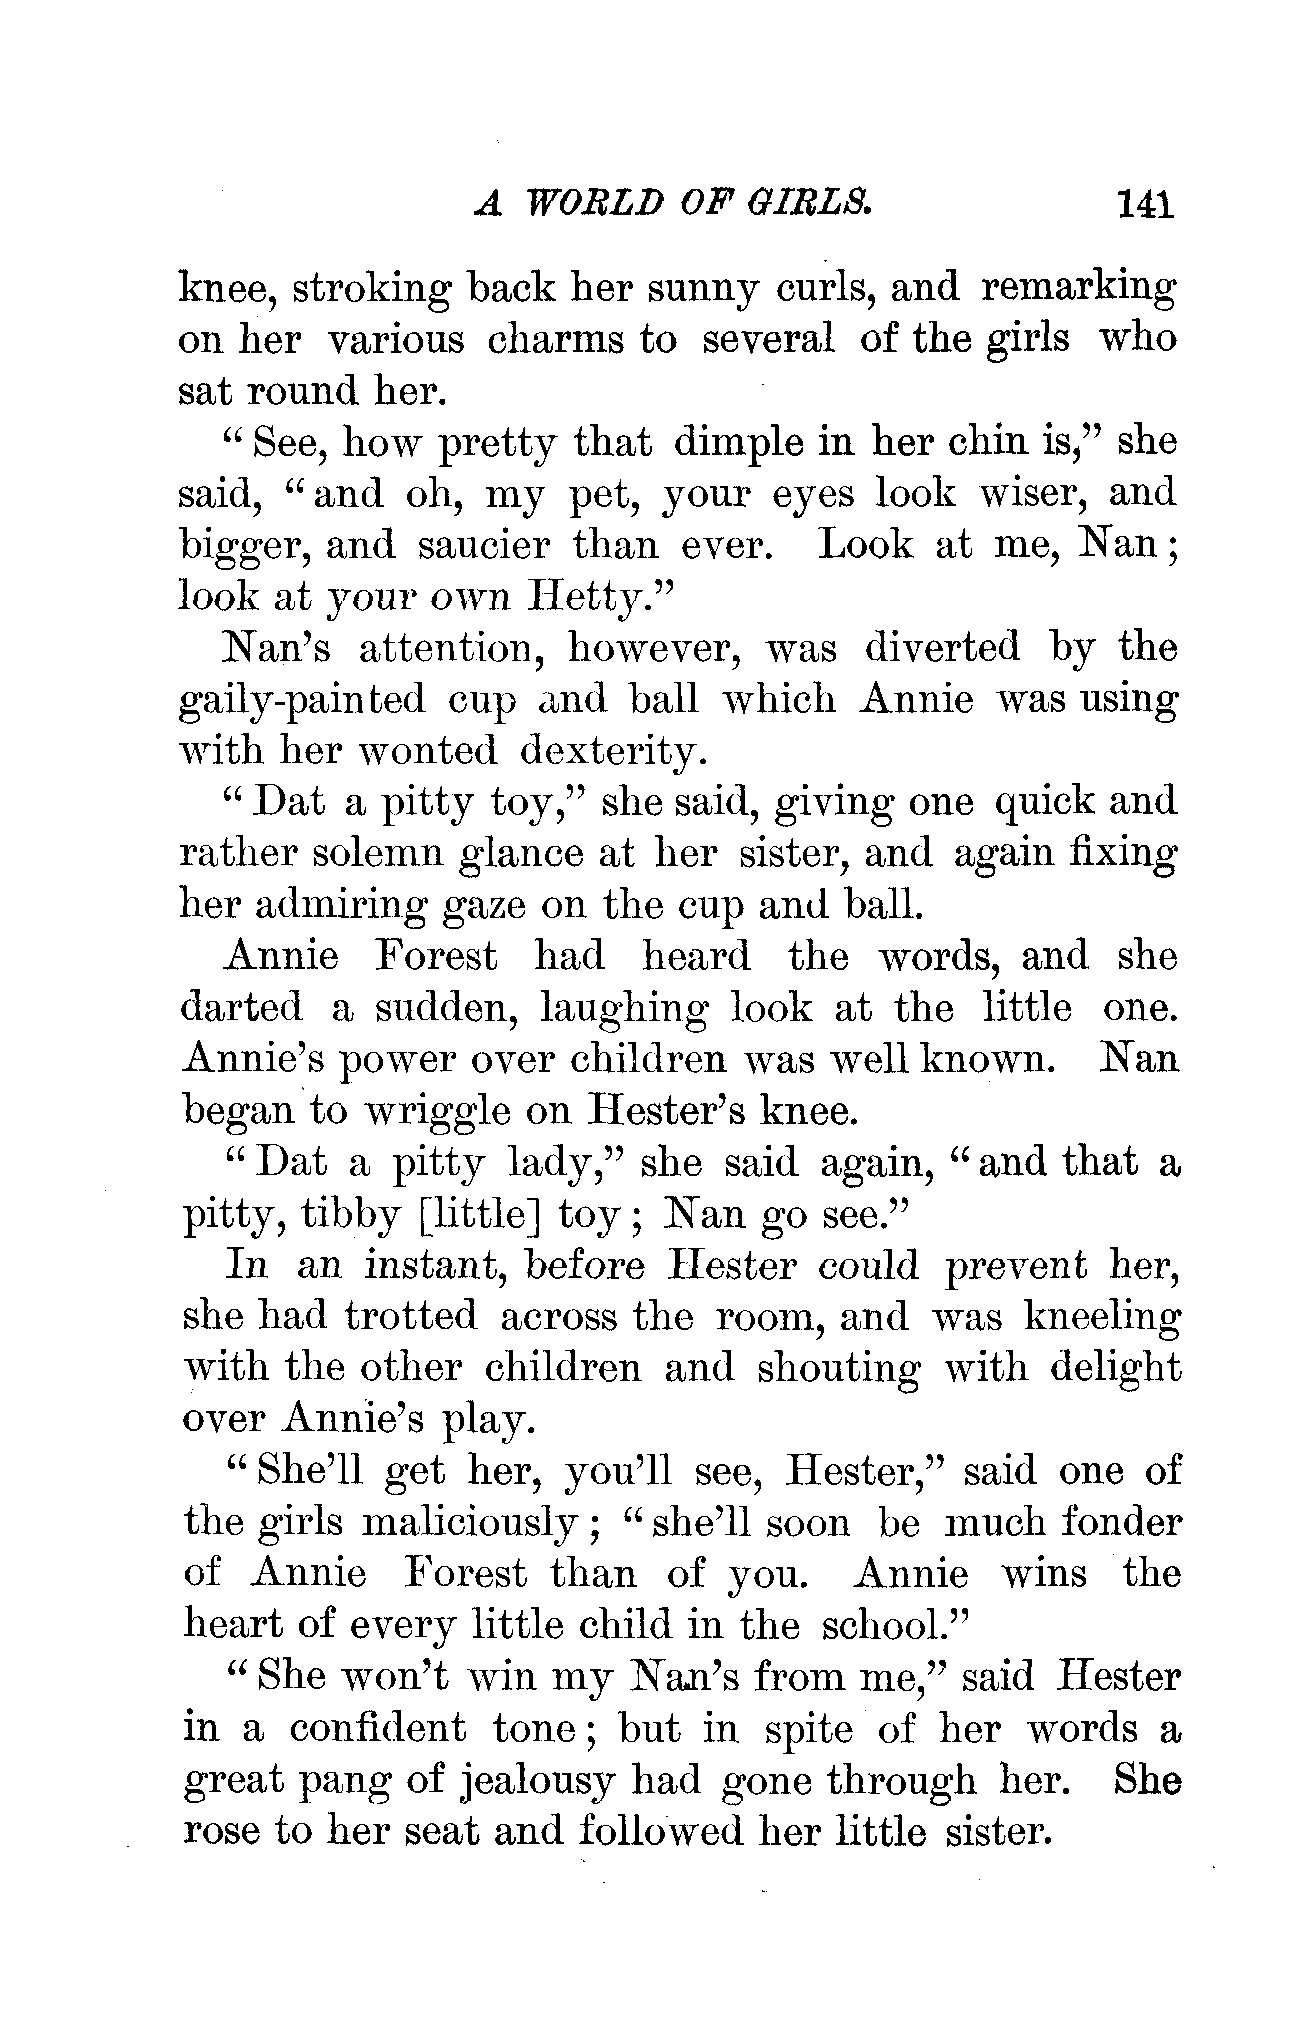 A WORLD OF GIRLS. 141
knee, stroking back her sunny curls, and remarking
on her various charms to several of the girls who
sat round her.
“ See, how pretty that dimple in her chin is,” she
said, “ and oh, my pet, your eyes look wiser, and
bigger, and saucier than ever. Look at me, Nan ;
look at your own Hetty.”
Nan’s attention, however, was diverted by the
gaily-painted cup and ball which Annie was using
with her wonted dexterity.
“ Dat a pitty toy,” she said, giving one quick and
rather solemn glance at her sister, and again fixing
her admiring gaze on the cup and ball.
Annie Forest had heard the words, and she
darted a sudden, laughing look at the little one.
Annie’s power over children was well known. Nan
began to wriggle on Hester’s knee.
“ Dat a pitty lady,” she said again, “ and that a
pitty, tibby [little] toy ; Nan go see.”
In an instant, before Hester could prevent her,
she had trotted across the room, and was kneeling
with the other children and shouting with delight
over Annie’s play.
“ She’ll get her, you’ll see, Hester,” said one of
the girls maliciously ; “ she’ll soon be much fonder
of Annie Forest than of you. Annie wins the
heart of every little child in the school.”
“ She won’t win my Nan’s from me,” said Hester
in a confident tone ; but in spite of her words a
great pang of jealousy had gone through her. She
rose to her seat and followed her little sister.